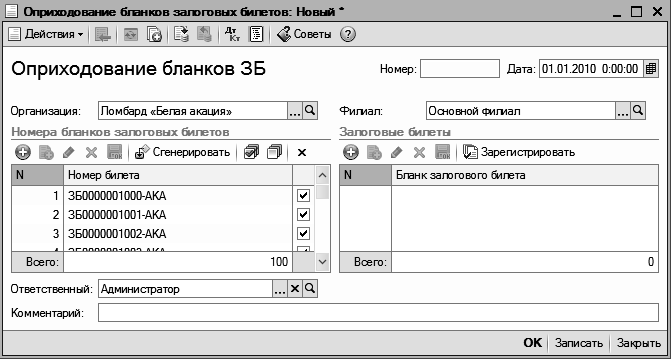 Оприходование бланков залоговых билетов: Новый *
Действия Дт Кт Советы
Оприходование бланков ЗБ
Номер: Дата: 01.01.2010 0:00:00
Организация: Ломбард «Белая акация» ... Филиал: Основной филиал ...
Номера бланков залоговых билетов Залоговые билеты
Сгенерировать Зарегистрировать
N Номер билета N Бланк залогового билета
1 ЗБ0000001000-АКА
2 ЗБ0000001001-АКА
3 ЗБ0000001002-АКА
Всего: 100 Всего: 0
Ответственный: Администратор ...
Комментарий:
OK Записать Закрыть